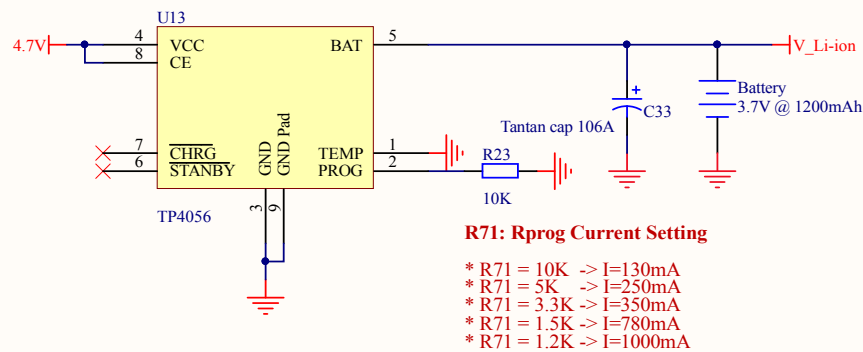 U13
4.7V
4
VCC
BAT
5
V_Li-ion
8
CE
Battery
3.7V @ 1200mAh
+
C33
Tantan cap 106A
7
CHRG
TEMP
1
R23
6
STANBY
PROG
2
GND
GND Pad
10K
3
9
TP4056
R71: Rprog Current Setting
* R71 = 10K -> I=130mA
* R71 = 5K -> I=250mA
* R71 = 3.3K -> I=350mA
* R71 = 1.5K -> I=780mA
* R71 = 1.2K -> I=1000mA